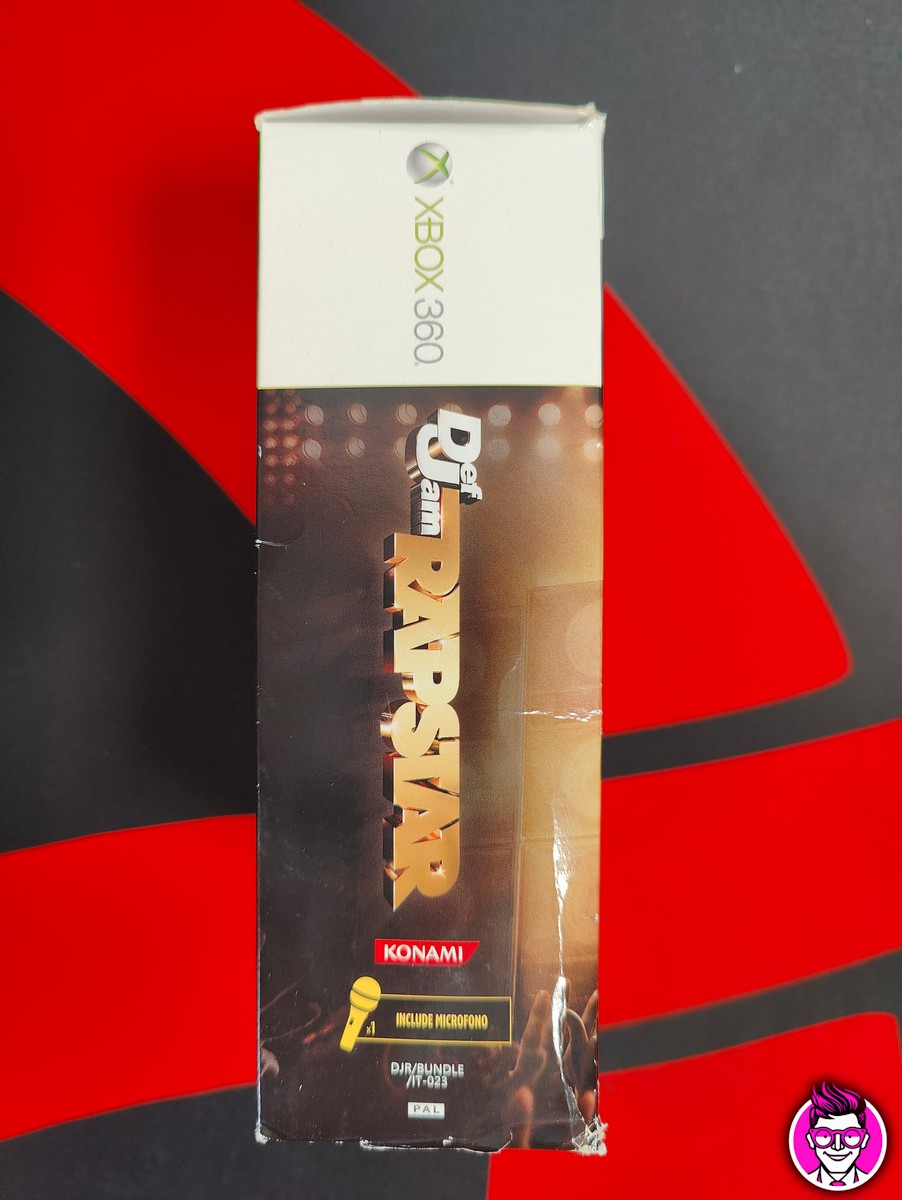 XBOX 360
Def
Jam
RAPSTAR
KONAMI
x1
INCLUDE MICROFONO
DJR/BUNDLE
/IT-023
PAL